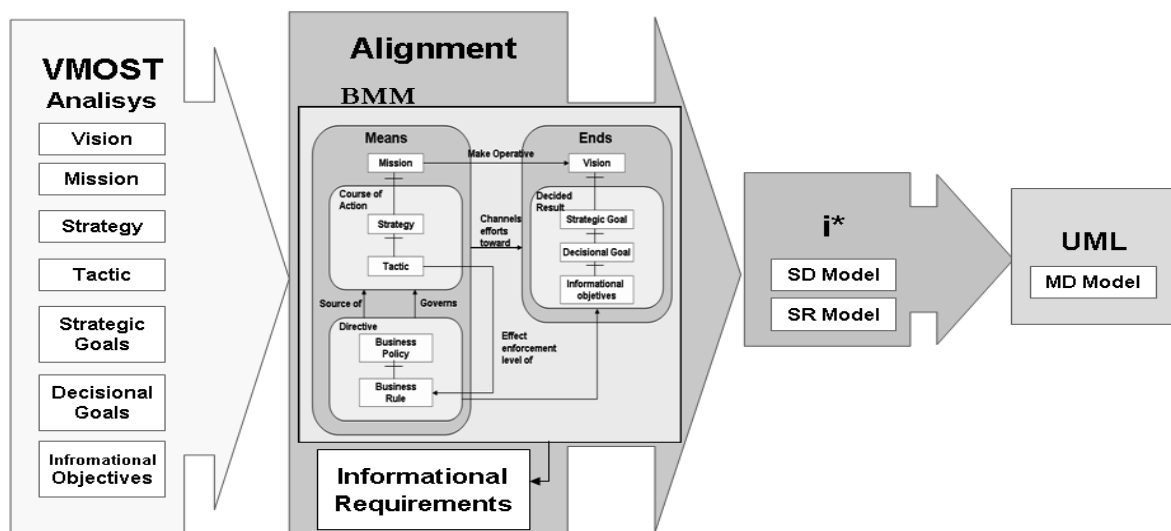 VMOST
Analisys
Vision
Mission
Strategy
Tactic
Strategic
Goals
Decisional
Goals
Infromational
Objectives
Alignment
BMM
Means
Mission
Course of
Action
Strategy
Tactic
Source of
Governs
Directive
Business
Policy
Business
Rule
Make Operative
Channels
efforts
toward
Effect
enforcement
level of
Ends
Vision
Decided
Result
Strategic Goal
Decisional Goal
Informational
objetives
Informational
Requirements
i*
SD Model
SR Model
UML
MD Model